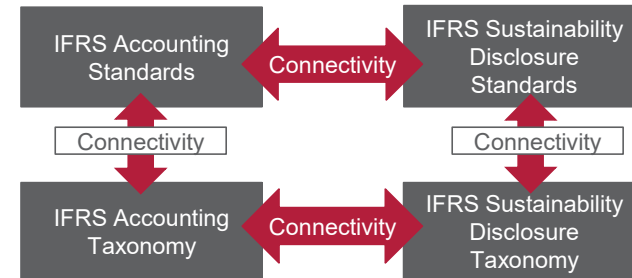 IFRS Accounting
Standards
Connectivity
IFRS Sustainability
Disclosure
Standards
Connectivity
Connectivity
IFRS Accounting
Taxonomy
Connectivity
IFRS Sustainability
Disclosure
Taxonomy